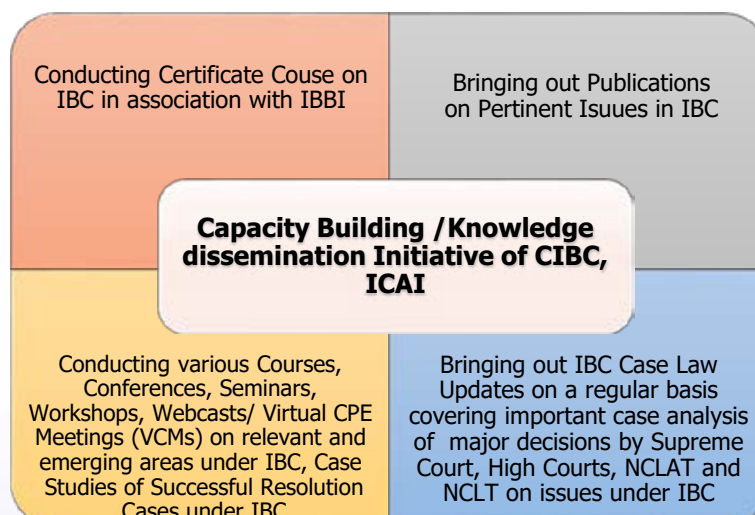 Conducting Certificate Couse on
IBC in association with IBBI
Bringing out Publications
on Pertinent Isuues in IBC
Capacity Building /Knowledge
dissemination Initiative of CIBC,
ICAI
Conducting various Courses,
Conferences, Seminars,
Workshops, Webcasts/ Virtual CPE
Meetings (VCMs) on relevant and
emerging areas under IBC, Case
Studies of Successful Resolution
Cases under IBC
Bringing out IBC Case Law
Updates on a regular basis
covering important case analysis
of major decisions by Supreme
Court, High Courts, NCLAT and
NCLT on issues under IBC